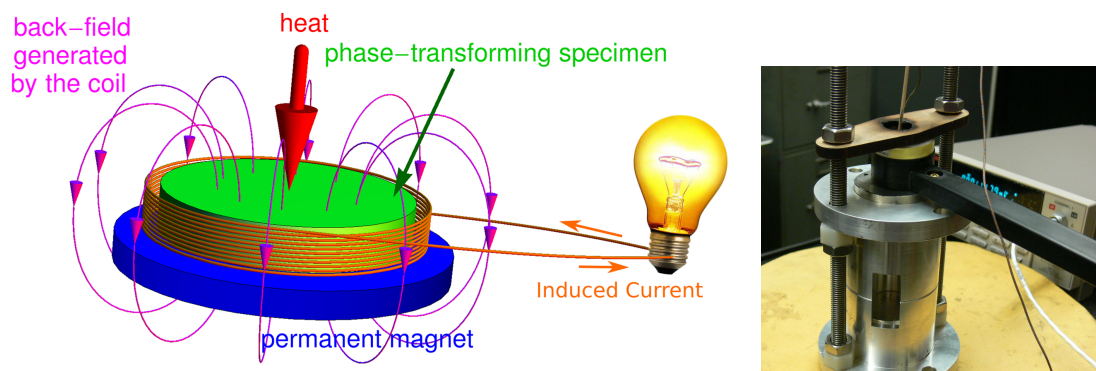 back−field
generated
by the coil
heat
phase−transforming specimen
Induced Current
permanent magnet